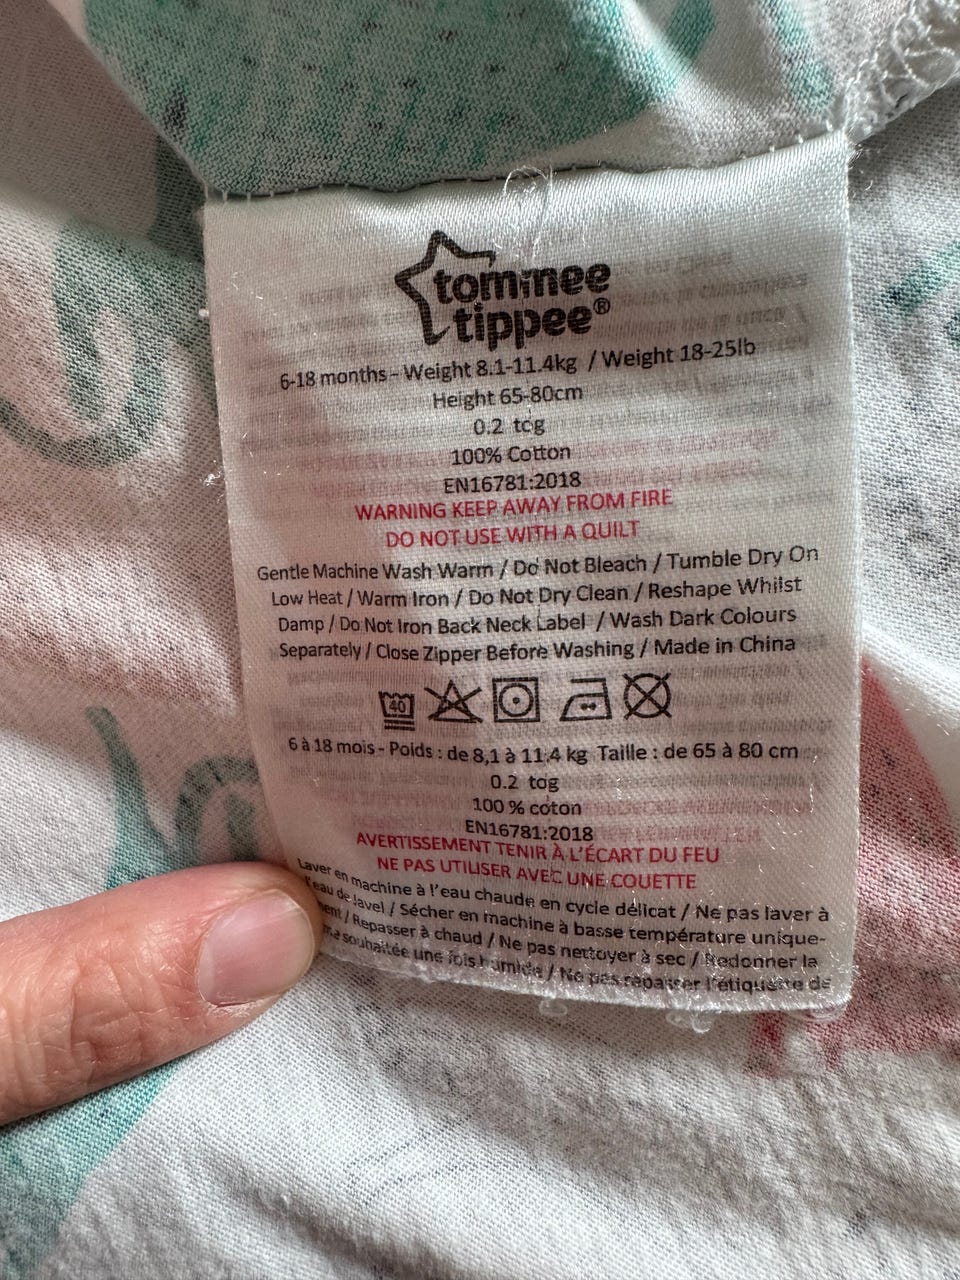 tommee
tippee®
6-18 months - Weight 8.1-11.4kg / Weight 18-25lb
Height 65-80cm
0.2 tog
100% Cotton
EN16781:2018
WARNING KEEP AWAY FROM FIRE
DO NOT USE WITH A QUILT
Gentle Machine Wash Warm / Do Not Bleach / Tumble Dry On
Low Heat / Warm Iron / Do Not Dry Clean / Reshape Whilst
Damp / Do Not Iron Back Neck Label / Wash Dark Colours
Separately / Close Zipper Before Washing / Made in China
40
6 à 18 mois - Poids : de 8,1 à 11.4 kg Taille : de 65 à 80 cm
0.2 tog
100 % coton
EN16781:2018
AVERTISSEMENT TENIR À L'ÉCART DU FEU
NE PAS UTILISER AVEC UNE COUETTE
Laver en machine à l'eau chaude en cycle délicat / Ne pas laver à
l'eau de Javel / Sécher en machine à basse température unique-
ment / Repasser à chaud / Ne pas nettoyer à sec / Redonner la
souhaitée une fois humide / Ne pas repasser l'étiquette de